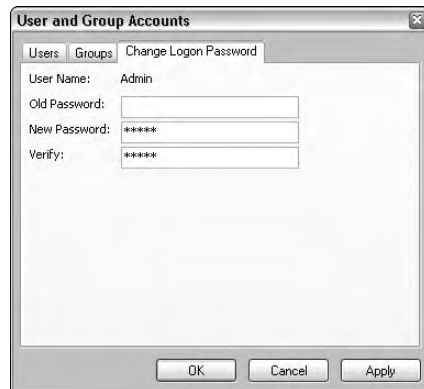 User and Group Accounts
Users Groups Change Logon Password
User Name: Admin
Old Password:
New Password: *****
Verify: *****
OK Cancel Apply